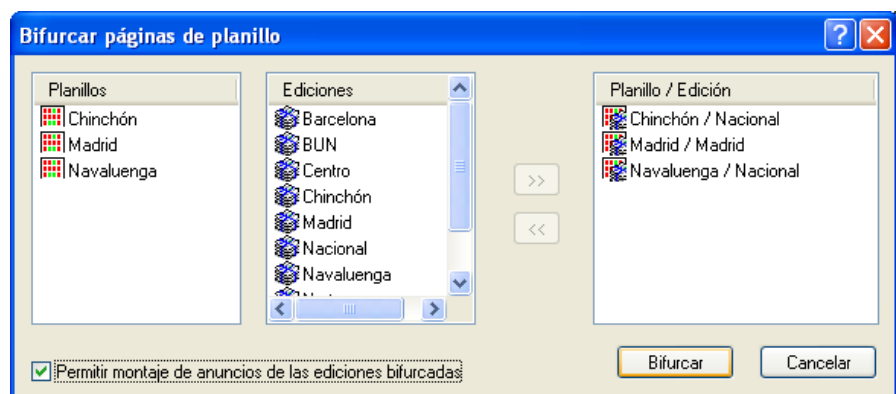 Bifurcar páginas de planillo
Planillos
Chinchón
Madrid
Navaluenga
Ediciones
Barcelona
BUN
Centro
Chinchón
Madrid
Nacional
Navaluenga
>>
<<
Planillo / Edición
Chinchón / Nacional
Madrid / Madrid
Navaluenga / Nacional
Permitir montaje de anuncios de las ediciones bifurcadas
Bifurcar
Cancelar